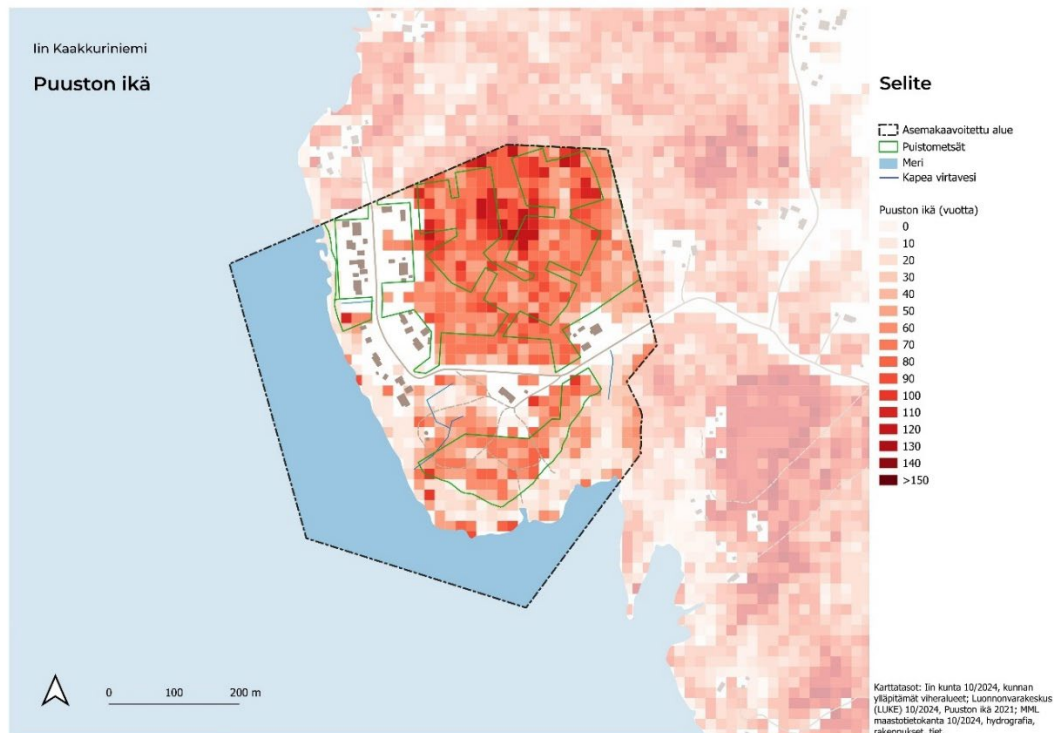 Iin Kaakkuriniemi
Puuston ikä
Selite
Asemakaavoitettu alue
Puistometsät
Meri
Kapea virtavesi
Puuston ikä (vuotta)
0
10
20
30
40
50
60
70
80
90
100
110
120
130
140
>150
0 100 200 m
Karttatasot: Iin kunta 10/2024, kunnan
ylläpitämät viheralueet; Luonnonvarakeskus
(LUKE) 10/2024, Puuston ikä 2021; MML
maastotietokanta 10/2024, hydrografia,
rakennukset, tiet